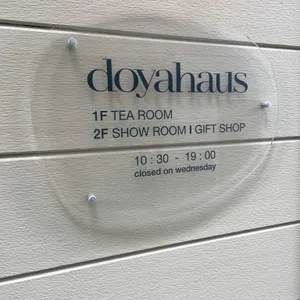 doyahaus
1F TEA ROOM
2F SHOW ROOM I GIFT SHOP
10 : 30 - 19 : 00
closed on wednesday